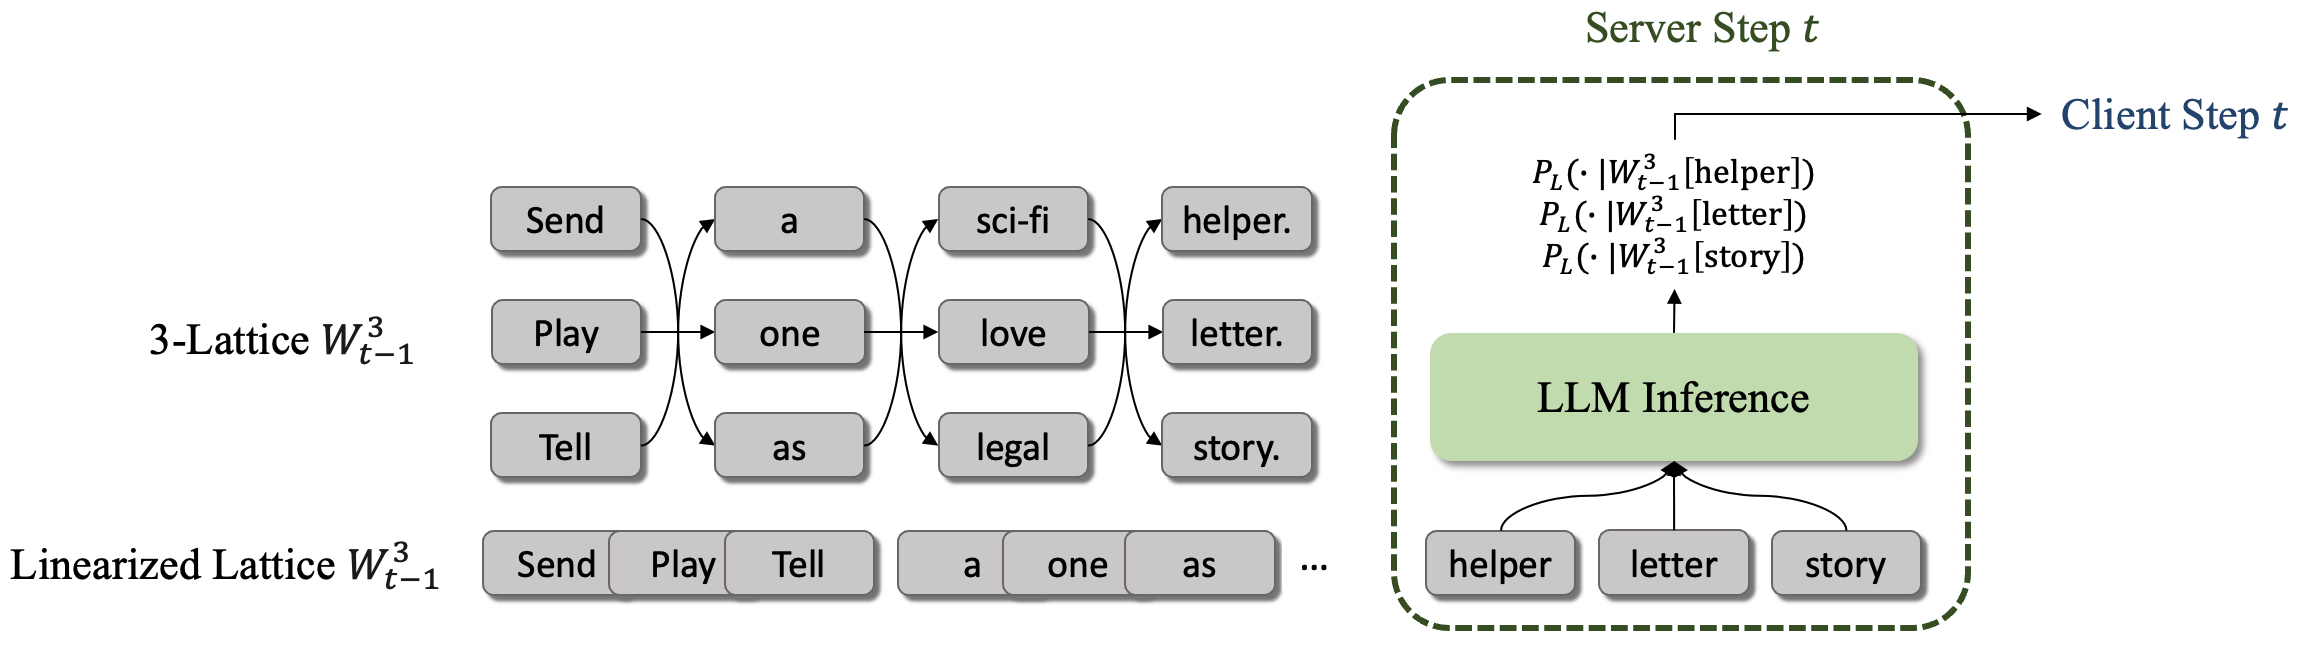 Server Step t
Client Step t
P_L(· |W^3_{t−1}[helper])
P_L(· |W^3_{t−1}[letter])
P_L(· |W^3_{t−1}[story])
Send a sci-fi helper.
3-Lattice W^3_{t−1} Play one love letter.
LLM Inference
Tell as legal story.
Linearized Lattice W^3_{t−1} Send Play Tell a one as ... helper letter story